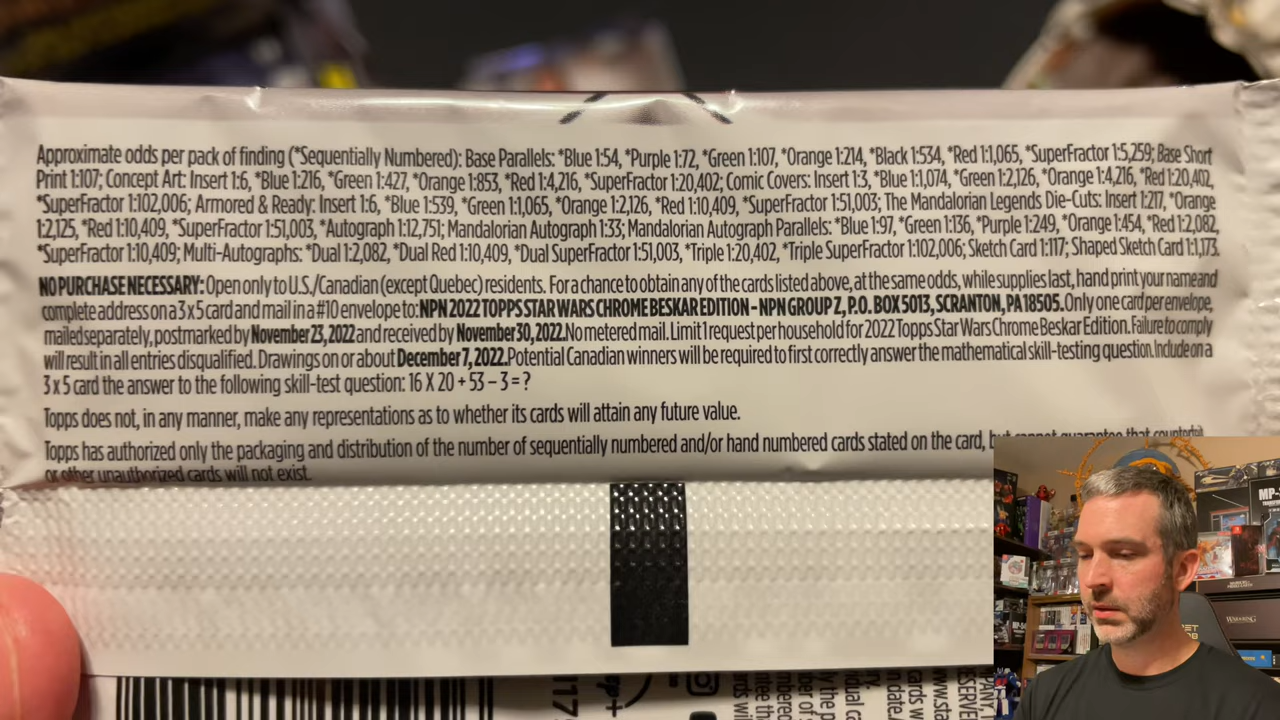 Approximate odds per pack of finding (*Sequentially Numbered): Base Parallels: *Blue 1:54, *Purple 1:72, *Green 1:107, *Orange 1:214, *Black 1:534, *Red 1:1,065, *SuperFractor 1:5,259; Base Short
Print 1:107; Concept Art: Insert 1:6, *Blue 1:216, *Green 1:427, *Orange 1:853, *Red 1:4,216, *SuperFractor 1:20,402; Comic Covers: Insert 1:3, *Blue 1:1,074, *Green 1:2,126, *Orange 1:4,216, *Red 1:20,402,
*SuperFractor 1:102,006; Armored & Ready: Insert 1:6, *Blue 1:539, *Green 1:1,065, *Orange 1:2,126, *Red 1:10,409, *SuperFractor 1:51,003; The Mandalorian Legends Die-Cuts: Insert 1:217, *Orange
1:2,125, *Red 1:10,409, *SuperFractor 1:51,003, *Autograph 1:12,751; Mandalorian Autograph 1:33; Mandalorian Autograph Parallels: *Blue 1:97, *Green 1:136, *Purple 1:249, *Orange 1:454, *Red 1:2,082,
*SuperFractor 1:10,409; Multi-Autographs: *Dual 1:2,082, *Dual Red 1:10,409, *Dual SuperFractor 1:51,003, *Triple 1:20,402, *Triple SuperFractor 1:102,006; Sketch Card 1:117; Shaped Sketch Card 1:1,173.
NO PURCHASE NECESSARY: Open only to U.S./Canadian (except Quebec) residents. For a chance to obtain any of the cards listed above, at the same odds, while supplies last, hand print your name and
complete address on a 3 x 5 card and mail in a #10 envelope to: NPN 2022 TOPPS STAR WARS CHROME BESKAR EDITION – NPN GROUP Z, P.O. BOX 5013, SCRANTON, PA 18505. Only one card per envelope,
mailed separately, postmarked by November 23, 2022 and received by November 30, 2022. No metered mail. Limit 1 request per household for 2022 Topps Star Wars Chrome Beskar Edition. Failure to comply
will result in all entries disqualified. Drawings on or about December 7, 2022. Potential Canadian winners will be required to first correctly answer the mathematical skill-testing question. Include on a
3 x 5 card the answer to the following skill-test question: 16 X 20 + 53 – 3 = ?
Topps does not, in any manner, make any representations as to whether its cards will attain any future value.
Topps has authorized only the packaging and distribution of the number of sequentially numbered and/or hand numbered cards stated on the card, but cannot guarantee that counterfeit
or other unauthorized cards will not exist.